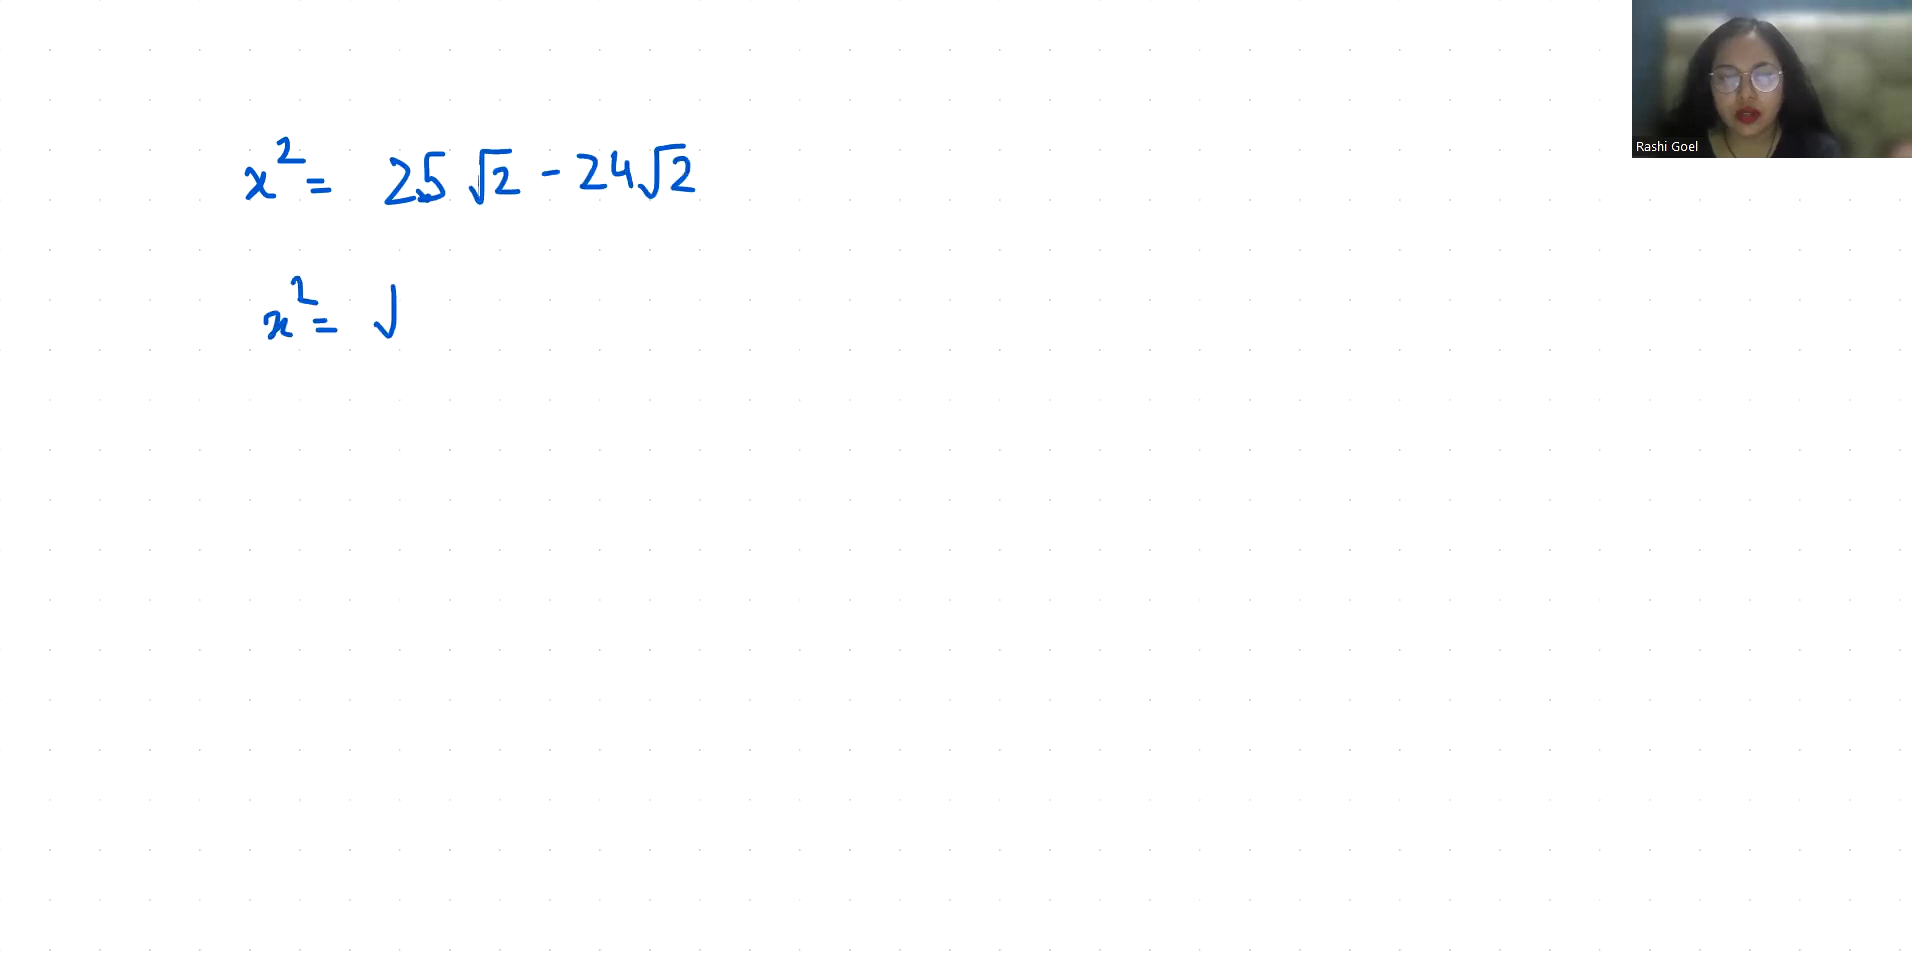 x² = 25√2 - 24√2
x² = √
Rashi Goel